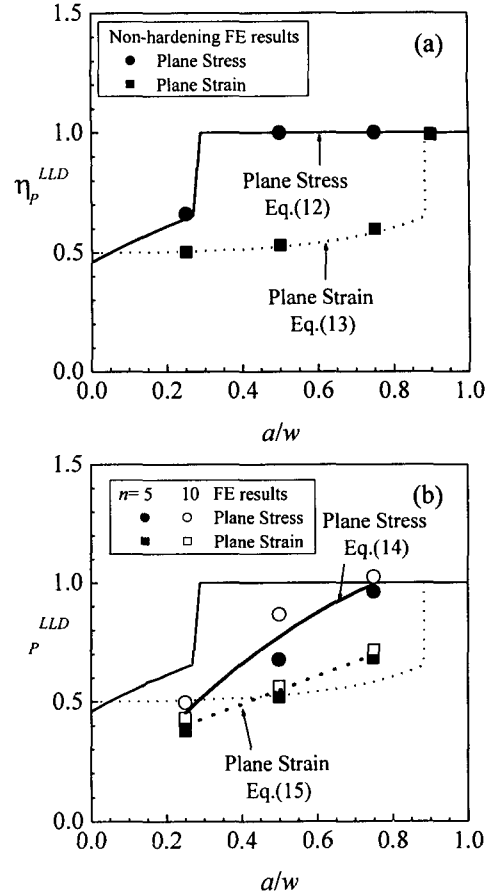 1.5
Non-hardening FE results
(a)
Plane Stress
Plane Strain
1.0
η_P^LLD
Plane Stress
Eq.(12)
0.5
Plane Strain
Eq.(13)
0.0
0.0 0.2 0.4 0.6 0.8 1.0
a/w
1.5
n= 5 10 FE results
(b)
Plane Stress
Plane Strain
Plane Stress
Eq.(14)
1.0
P^LLD
0.5
Plane Strain
Eq.(15)
0.0
0.0 0.2 0.4 0.6 0.8 1.0
a/w